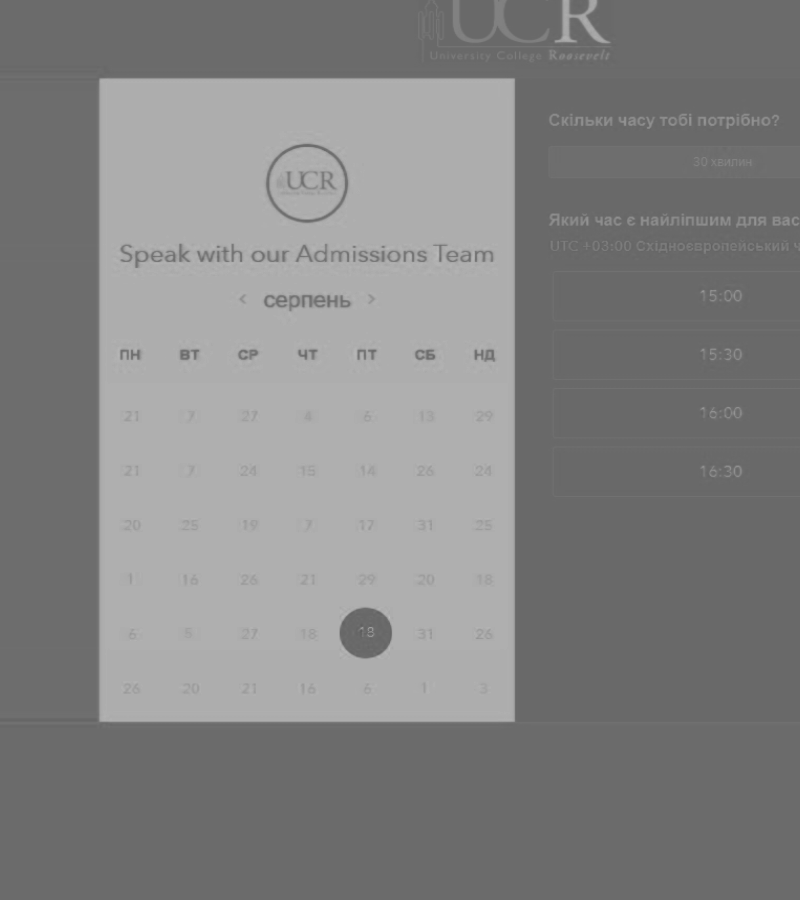 UCR
University College Roosevelt
UCR
Speak with our Admissions Team
< серпень >
ПН ВТ СР ЧТ ПТ СБ НД
21 7 27 4 6 13 29
21 7 24 15 14 26 24
20 25 19 7 17 31 25
1 16 26 21 29 20 18
6 5 27 18 18 31 26
26 20 21 16 6 1 3
Скільки часу тобі потрібно?
30 хвилин
Який час є найліпшим для вас
UTC +03:00 Східноєвропейський ч
15:00
15:30
16:00
16:30